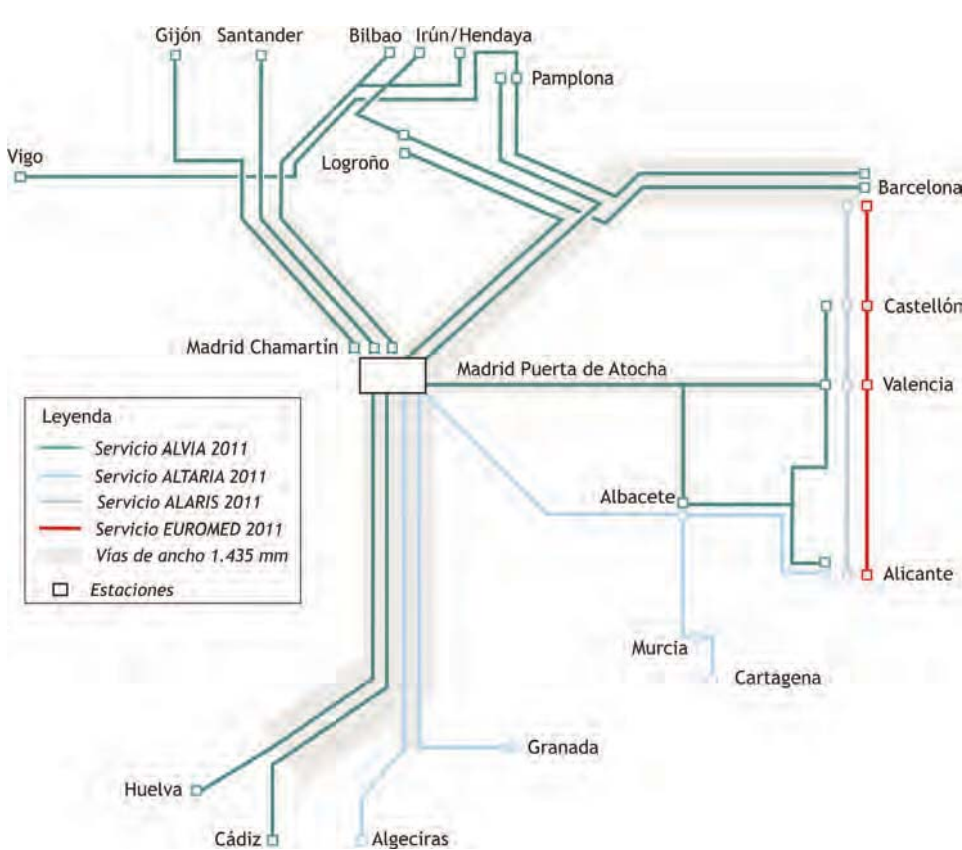 Gijón
Santander
Bilbao
Irún/Hendaya
Pamplona
Logroño
Vigo
Barcelona
Castellón
Madrid Chamartín
Madrid Puerta de Atocha
Valencia
Leyenda
Servicio ALVIA 2011
Servicio ALTARIA 2011
Servicio ALARIS 2011
Servicio EUROMED 2011
Vías de ancho 1.435 mm
Estaciones
Albacete
Alicante
Murcia
Cartagena
Granada
Huelva
Cádiz
Algeciras